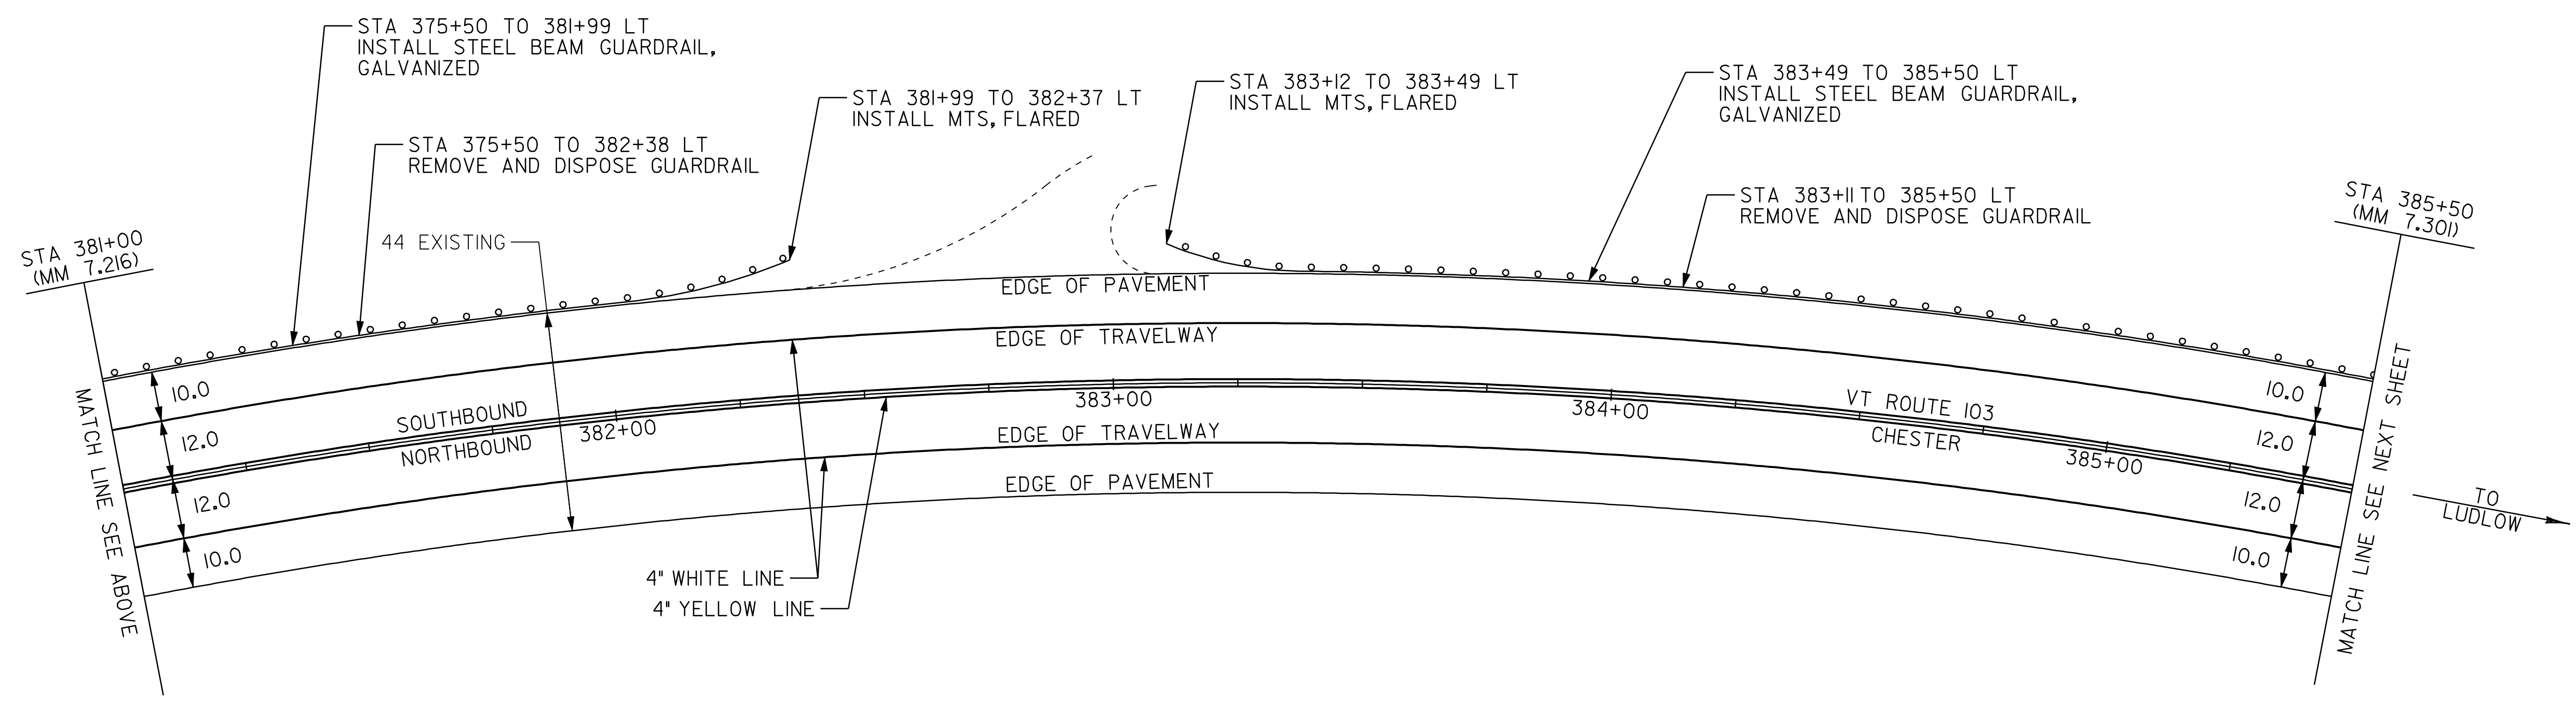 STA 375+50 TO 381+99 LT
INSTALL STEEL BEAM GUARDRAIL,
GALVANIZED
STA 375+50 TO 382+38 LT
REMOVE AND DISPOSE GUARDRAIL
STA 381+99 TO 382+37 LT
INSTALL MTS, FLARED
STA 383+12 TO 383+49 LT
INSTALL MTS, FLARED
STA 383+49 TO 385+50 LT
INSTALL STEEL BEAM GUARDRAIL,
GALVANIZED
STA 383+11 TO 385+50 LT
REMOVE AND DISPOSE GUARDRAIL
STA 381+00
(MM 7.216)
44 EXISTING
STA 385+50
(MM 7.301)
EDGE OF PAVEMENT
EDGE OF TRAVELWAY
10.0
12.0
12.0
10.0
SOUTHBOUND
NORTHBOUND
382+00
383+00
384+00
385+00
VT ROUTE 103
CHESTER
EDGE OF TRAVELWAY
EDGE OF PAVEMENT
10.0
12.0
12.0
10.0
MATCH LINE SEE ABOVE
MATCH LINE SEE NEXT SHEET
TO
LUDLOW
4" WHITE LINE
4" YELLOW LINE